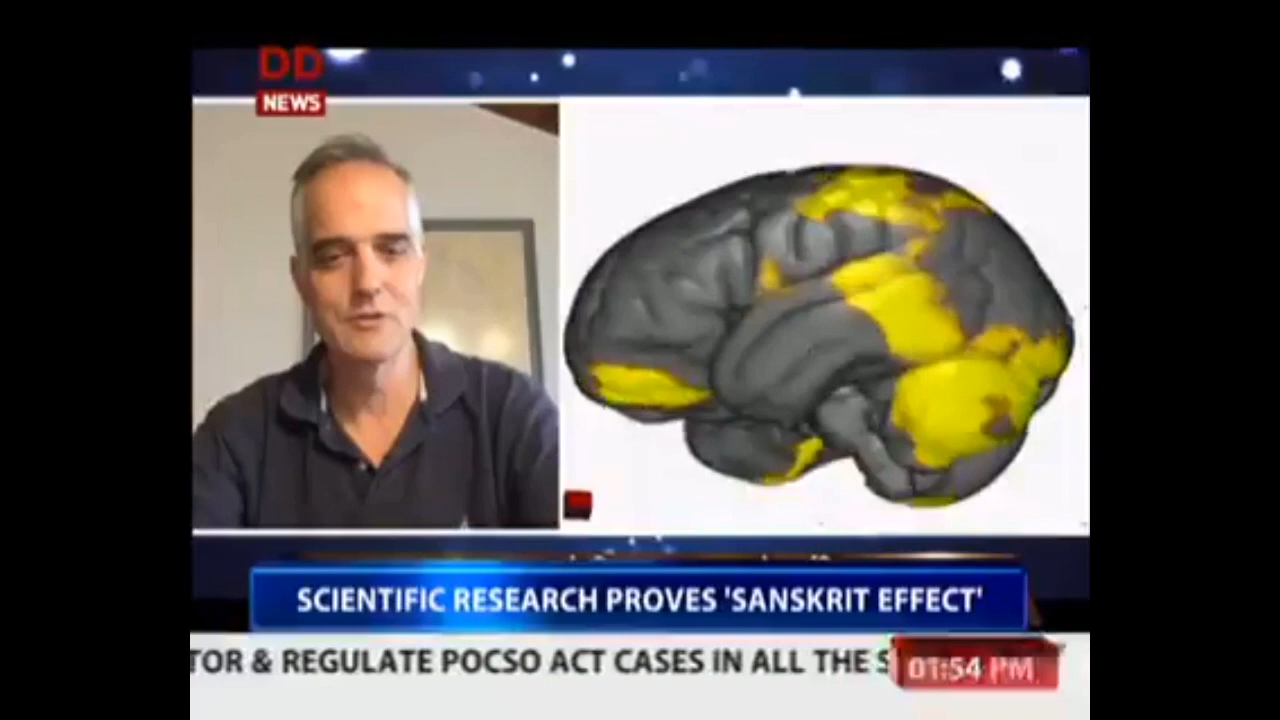 DD
NEWS
SCIENTIFIC RESEARCH PROVES 'SANSKRIT EFFECT'
TOR & REGULATE POCSO ACT CASES IN ALL THE S
01:54 PM